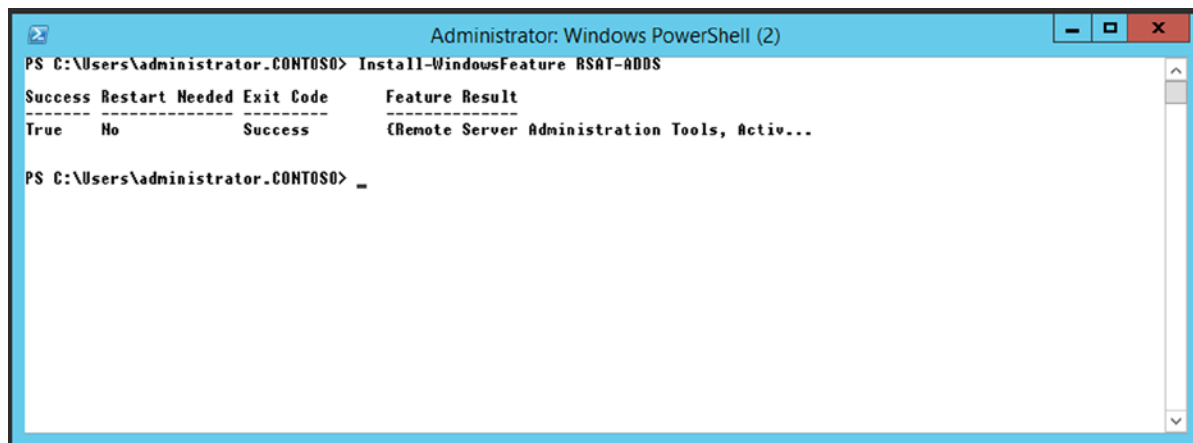 Administrator: Windows PowerShell (2)
PS C:\Users\administrator.CONTOSO> Install-WindowsFeature RSAT-ADDS
Success Restart Needed Exit Code      Feature Result
------- -------------- ---------      --------------
True    No             Success        {Remote Server Administration Tools, Activ...
PS C:\Users\administrator.CONTOSO> _